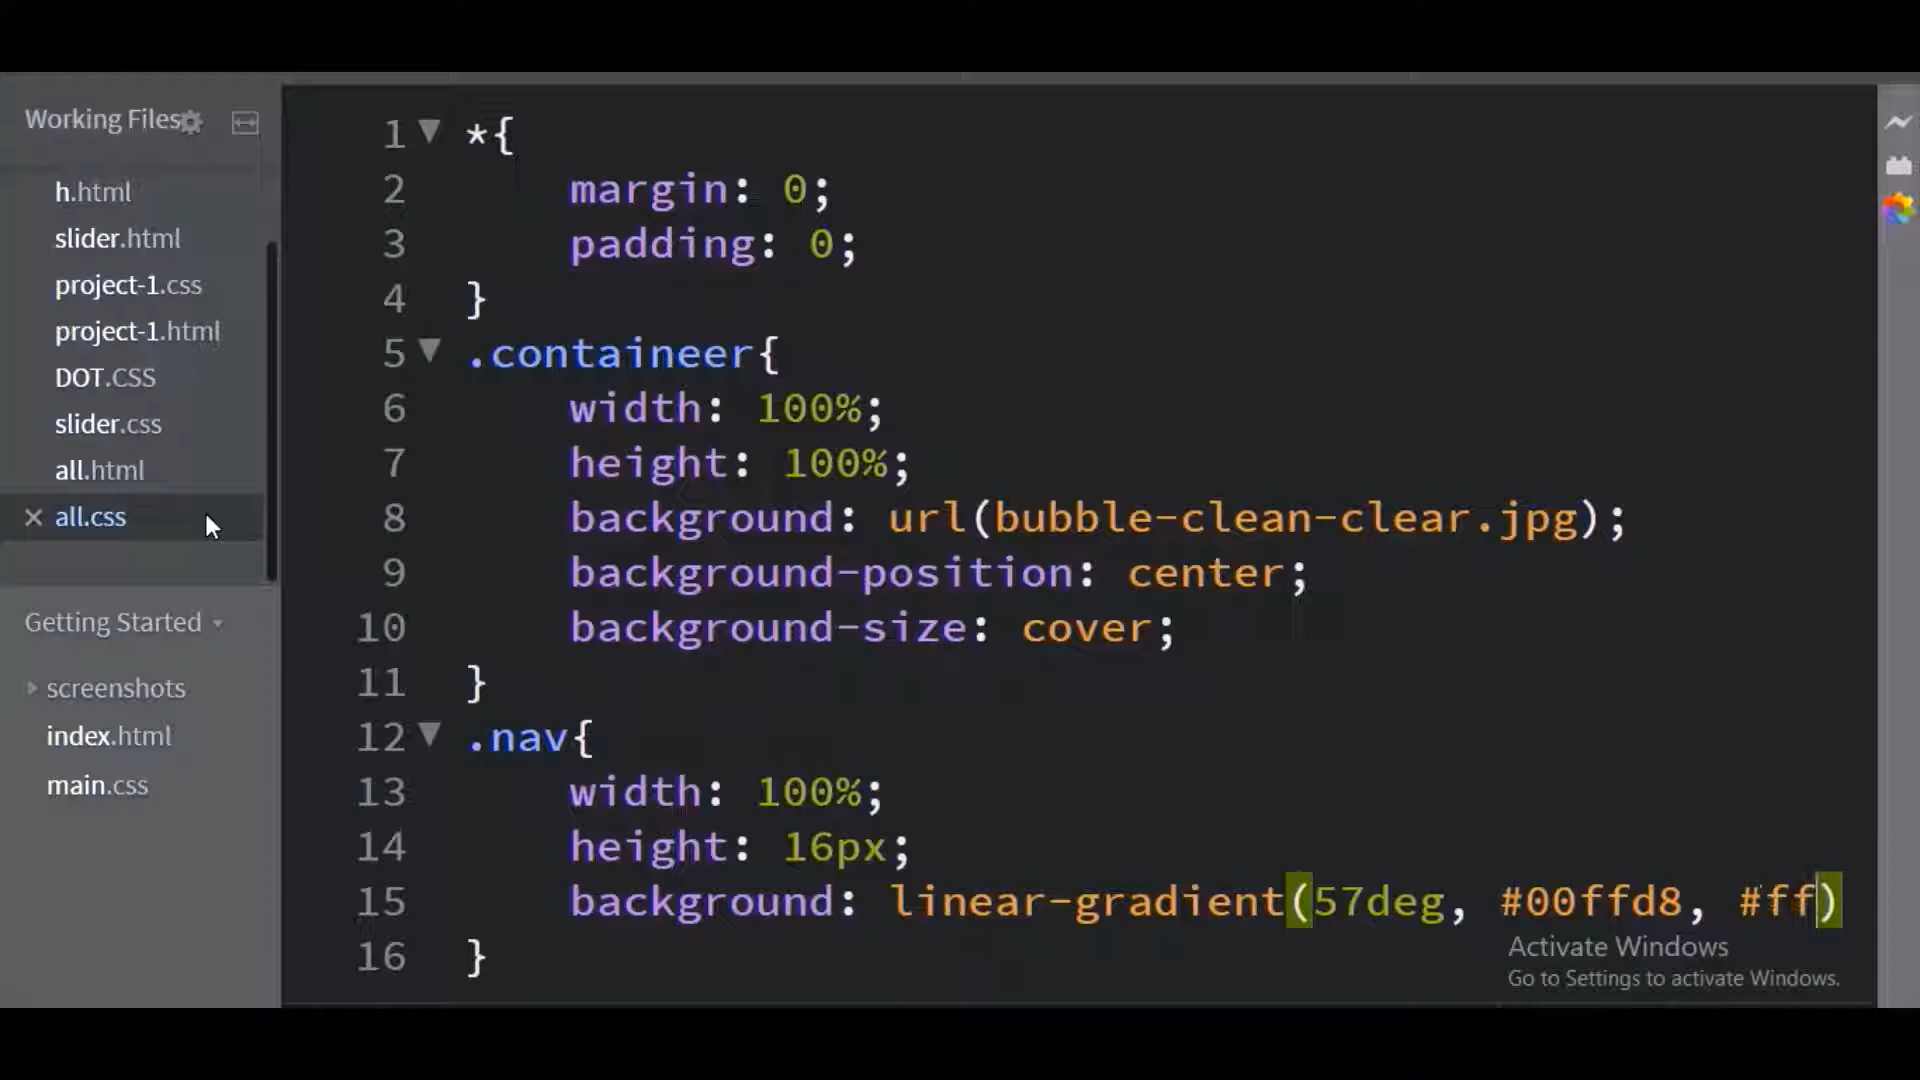 Working Files
h.html
slider.html
project-1.css
project-1.html
DOT.CSS
slider.css
all.html
all.css
Getting Started
screenshots
index.html
main.css
1 *{
2 margin: 0;
3 padding: 0;
4 }
5 .containeer{
6 width: 100%;
7 height: 100%;
8 background: url(bubble-clean-clear.jpg);
9 background-position: center;
10 background-size: cover;
11 }
12 .nav{
13 width: 100%;
14 height: 16px;
15 background: linear-gradient(57deg, #00ffd8, #ff)
16 }
Activate Windows
Go to Settings to activate Windows.